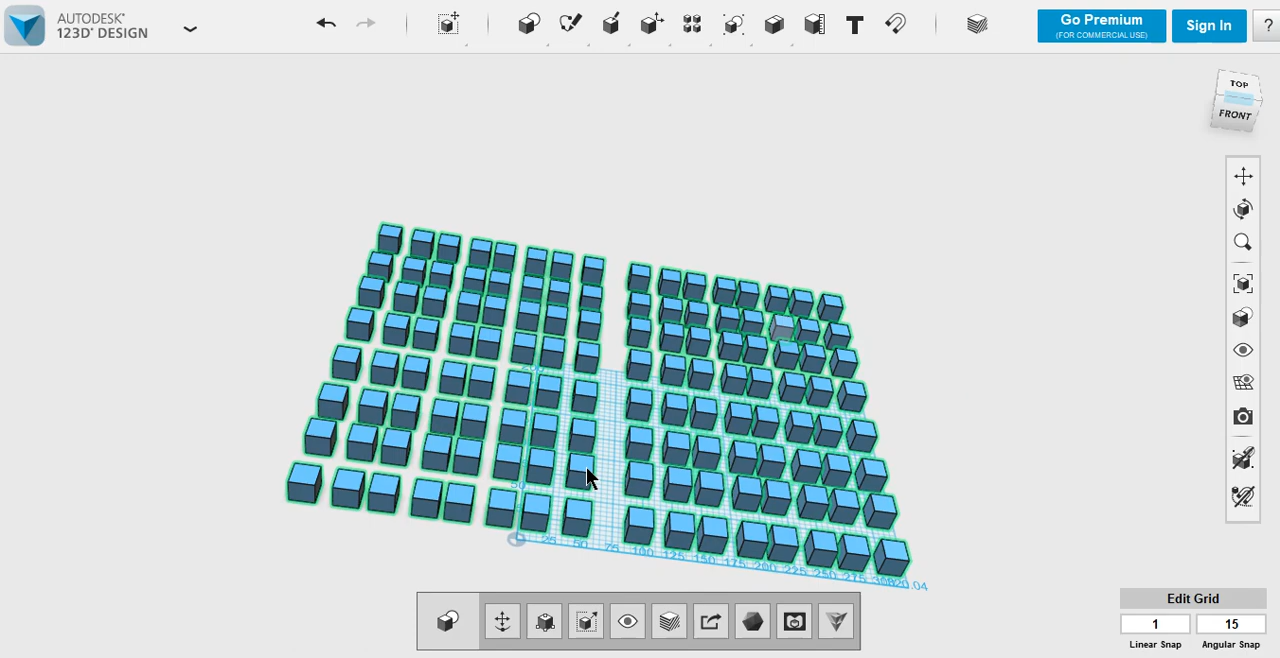 AUTODESK®
123D® DESIGN
T
Go Premium
(FOR COMMERCIAL USE)
Sign In
?
TOP
FRONT
50
25 50 75 100 125 150 175 200 225 250 275
Edit Grid
1 15
Linear Snap Angular Snap